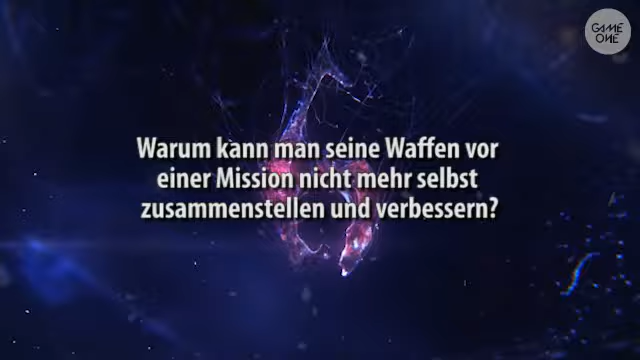 GAME
ONE
Warum kann man seine Waffen vor
einer Mission nicht mehr selbst
zusammenstellen und verbessern?